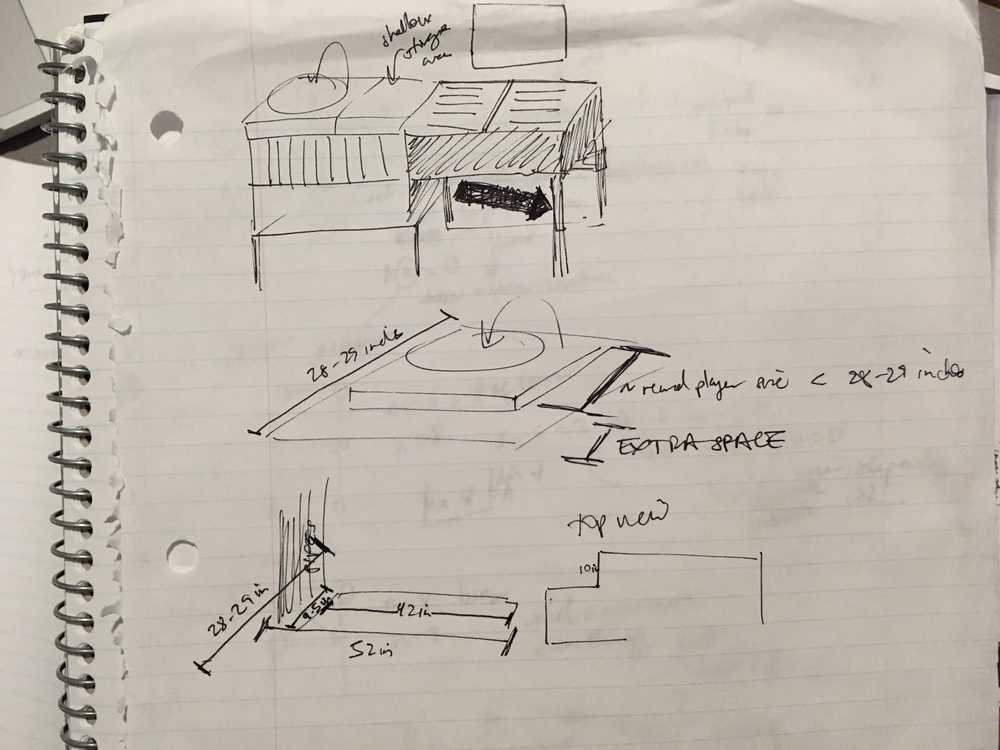 shallow
storage
area
28-29 inches
~ record player size < 28-29 inches
EXTRA SPACE
top view
10in
28-29 in
9.5in
42in
52in